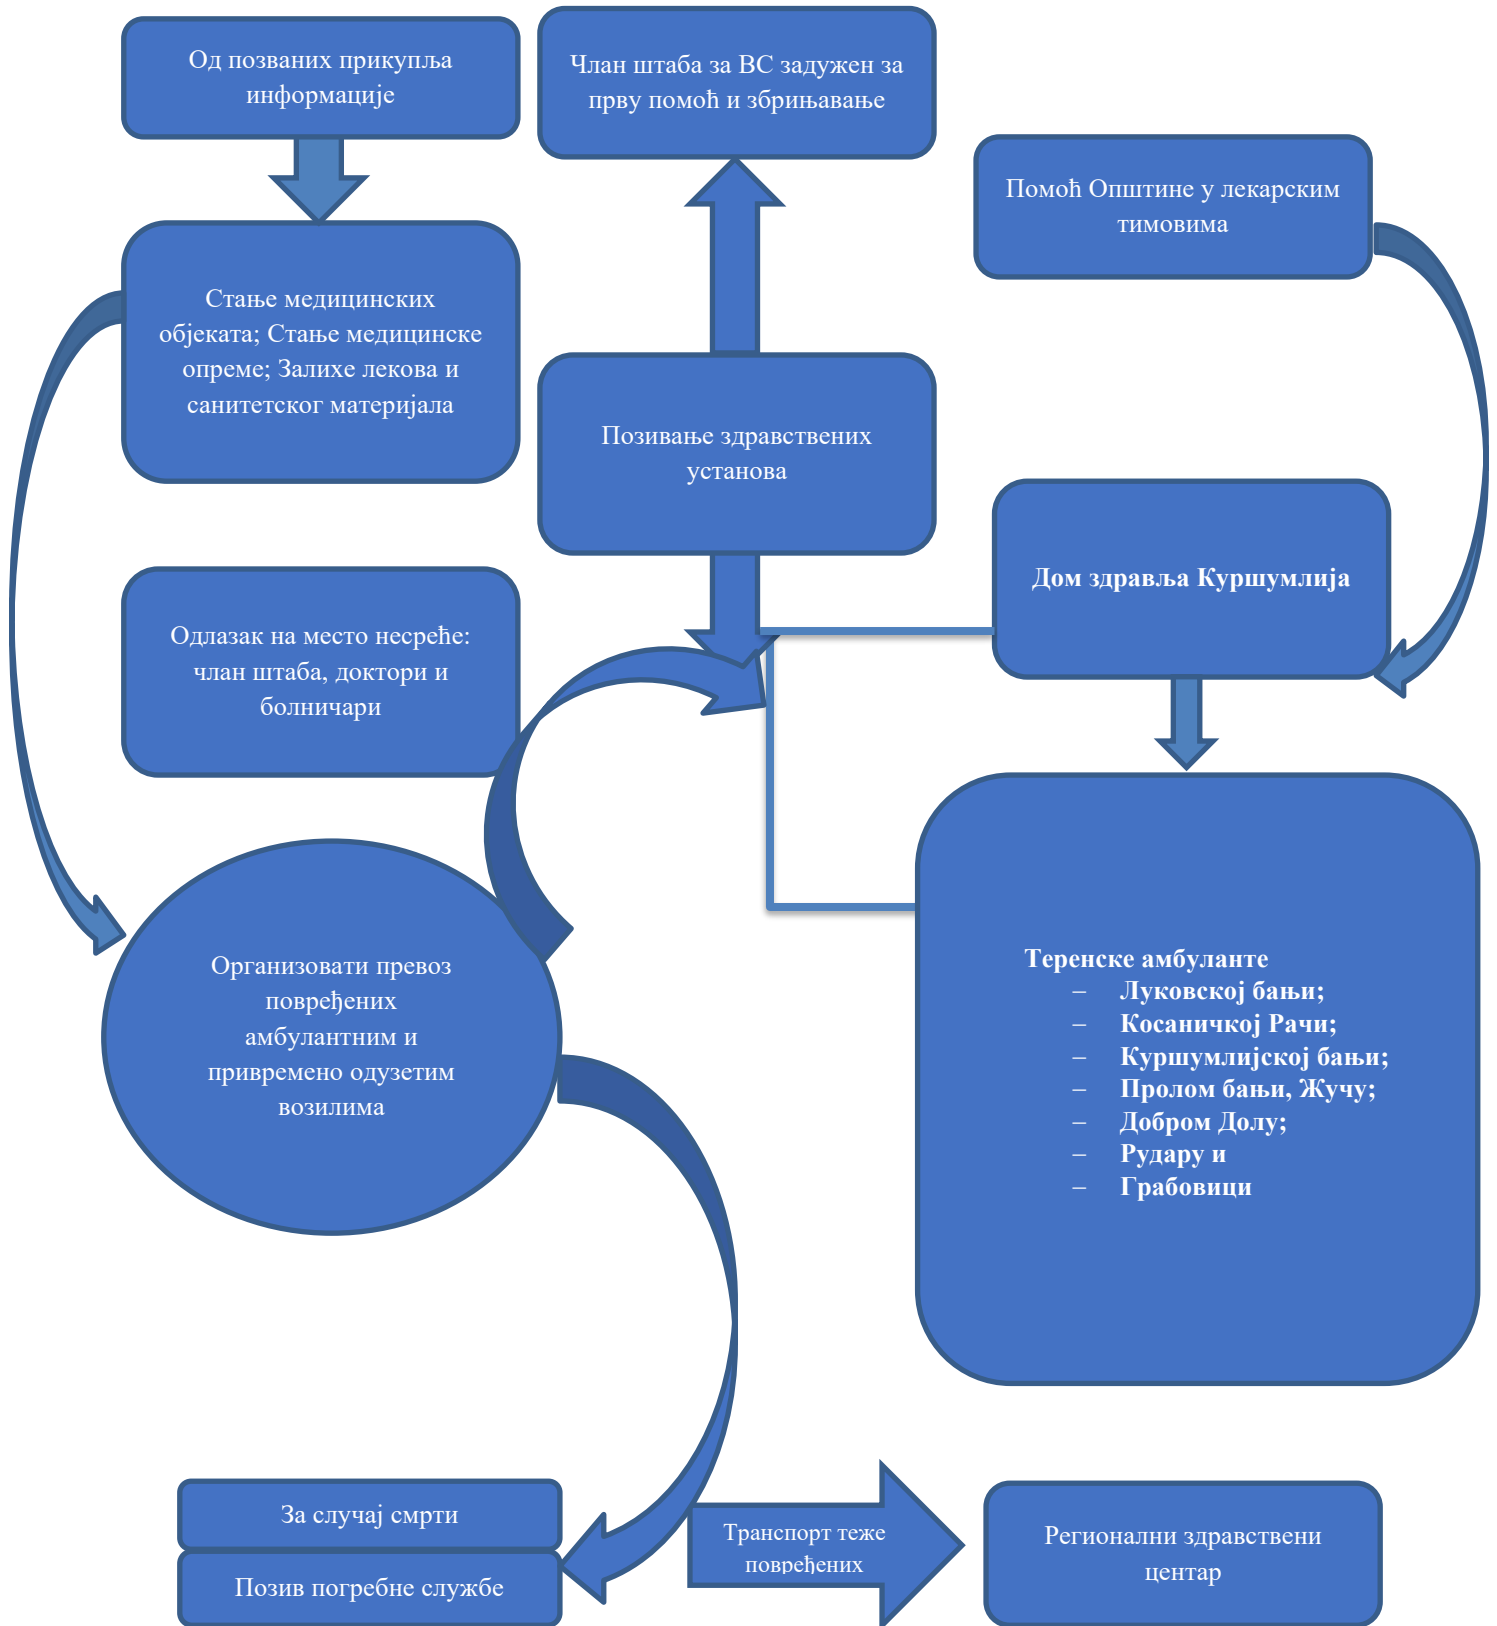 Од позваних прикупља
информације
Члан штаба за ВС задужен за
прву помоћ и збрињавање
Помоћ Општине у лекарским
тимовима
Стање медицинских
објеката; Стање медицинске
опреме; Залихе лекова и
санитетског материјала
Позивање здравствених
установа
Дом здравља Куршумлија
Одлазак на место несреће:
члан штаба, доктори и
болничари
Организовати превоз
повређених
амбулантним и
привремено одузетим
возилима
Теренске амбуланте
– Луковској бањи;
– Косаничкој Рачи;
– Куршумлијској бањи;
– Пролом бањи, Жучу;
– Добром Долу;
– Рудару и
– Грабовици
За случај смрти
Позив погребне службе
Транспорт теже
повређених
Регионални здравствени
центар